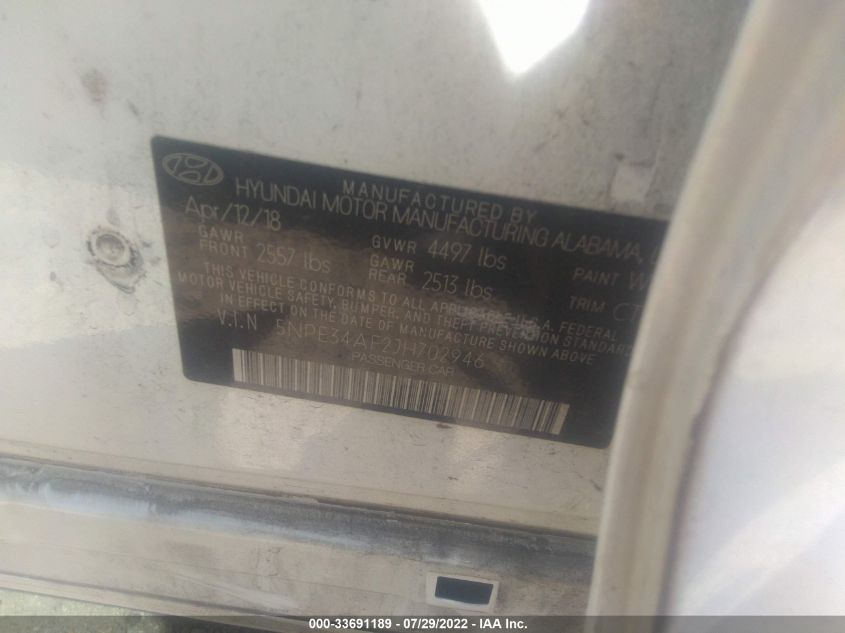 MANUFACTURED BY
HYUNDAI MOTOR MANUFACTURING ALABAMA,
Apr/12/18
GAWR FRONT 2557 lbs GVWR 4497 lbs PAINT W
GAWR REAR 2513 lbs TRIM CT
THIS VEHICLE CONFORMS TO ALL APPLICABLE U.S.A. FEDERAL
MOTOR VEHICLE SAFETY, BUMPER, AND THEFT PREVENTION STANDARD
IN EFFECT ON THE DATE OF MANUFACTURE SHOWN ABOVE
V.I.N 5NPE34AF2JH702946
PASSENGER CAR
000-33691189 - 07/29/2022 - IAA Inc.